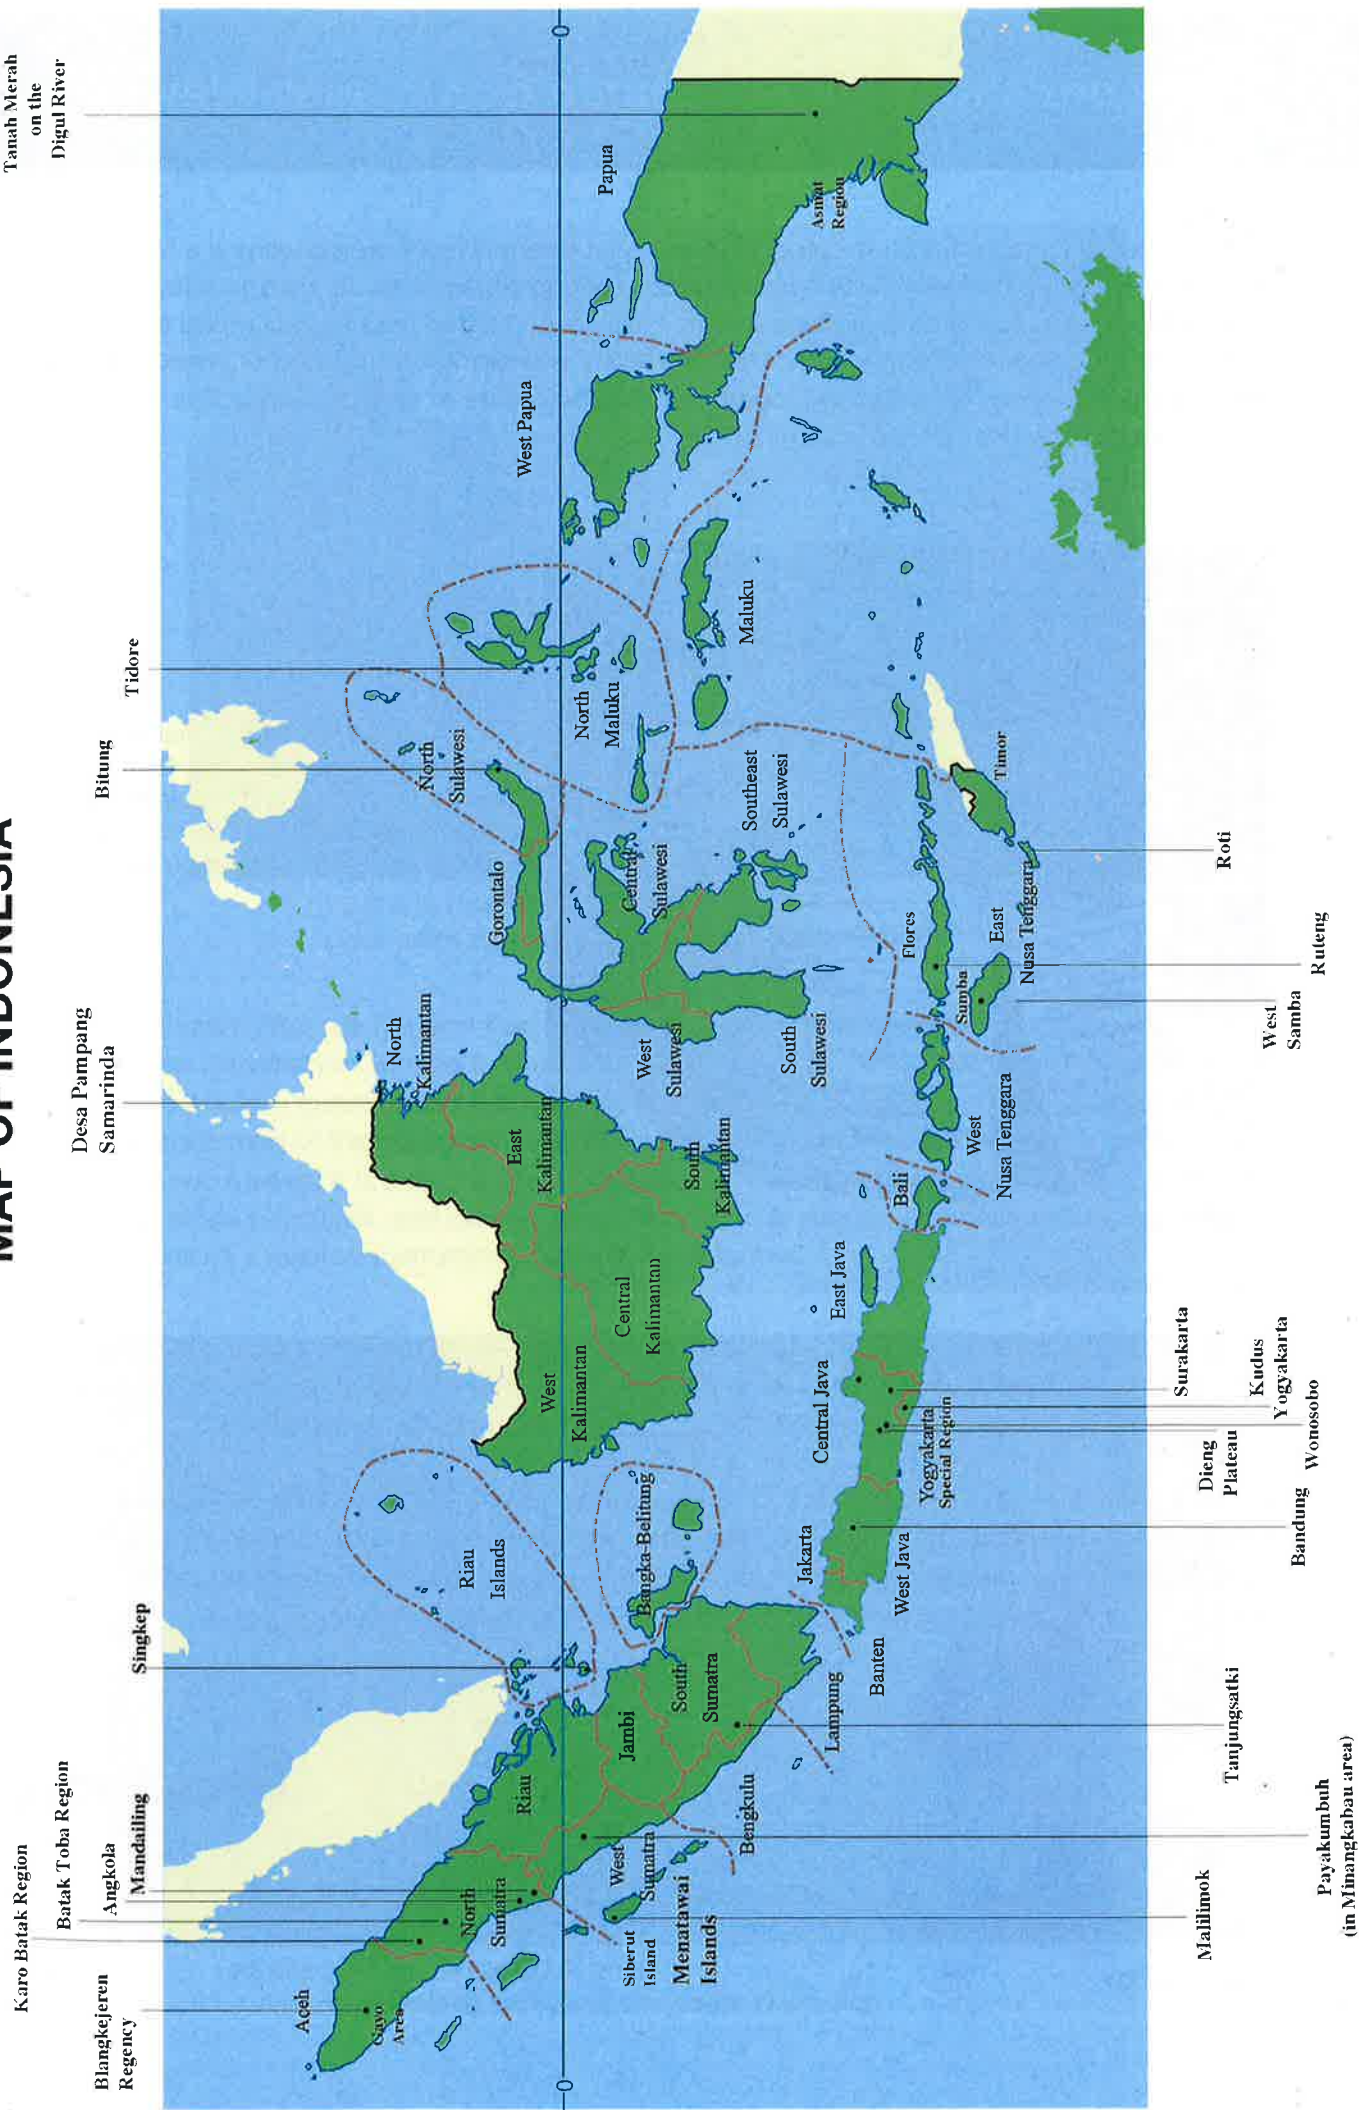 MAP OF INDONESIA
Karo Batak Region
Batak Toba Region
Angkola
Mandailing
Blangkejeren
Regency
Singkep
Desa Pampang
Samarinda
Bitung
Tidore
Tanah Merah
on the
Digul River
0
0
Aceh
Gayo
Area
North
Sumatra
Riau
Riau
Islands
West
Sumatra
Siberut
Island
Menatawai
Islands
Jambi
Bengkulu
South
Sumatra
Lampung
Bangka-Belitung
Banten
Jakarta
West Java
Central Java
Yogyakarta
Special Region
East Java
Bali
West
Nusa Tenggara
West
Kalimantan
Central
Kalimantan
East
Kalimantan
South
Kalimantan
North
Kalimantan
West
Sulawesi
South
Sulawesi
Central
Sulawesi
Southeast
Sulawesi
Gorontalo
North
Sulawesi
North
Maluku
Maluku
Flores
Sumba
East
Nusa Tenggara
Timor
West Papua
Papua
Asmat
Region
Malilimok
Payakumbuh
(in Minangkabau area)
Tanjungsatki
Bandung
Dieng
Plateau
Wonosobo
Yogyakarta
Kudus
Surakarta
West
Samba
Ruteng
Roti